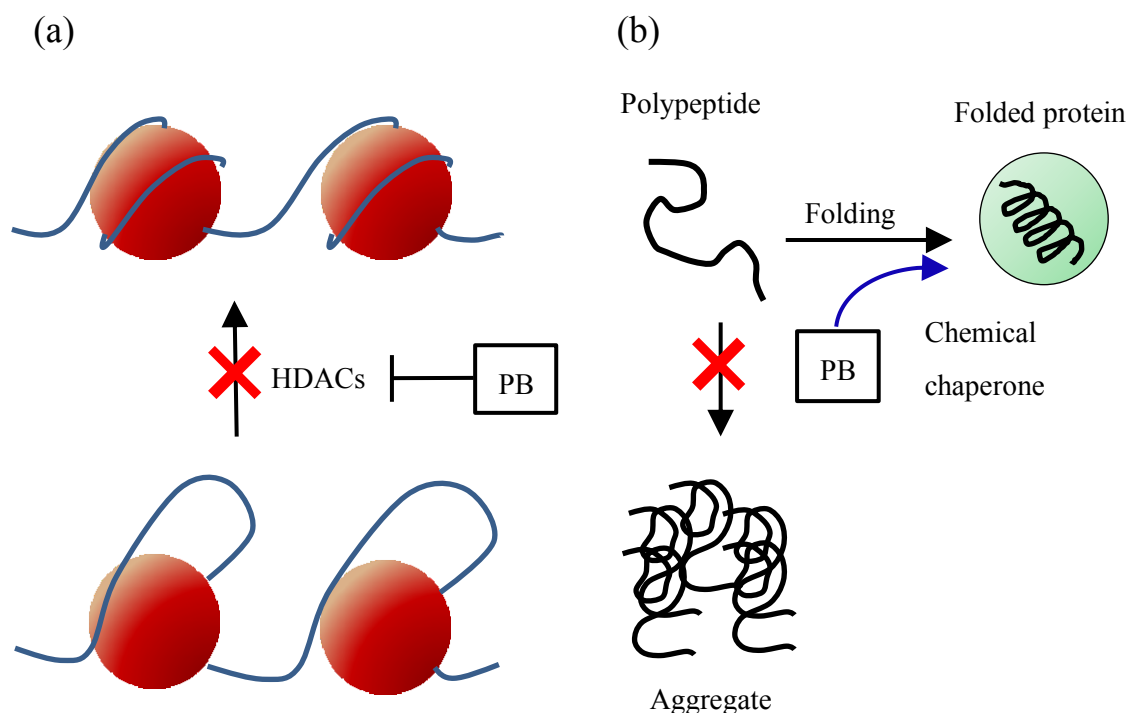 (a)
HDACs
PB
(b)
Polypeptide
Folded protein
Folding
PB
Chemical
chaperone
Aggregate